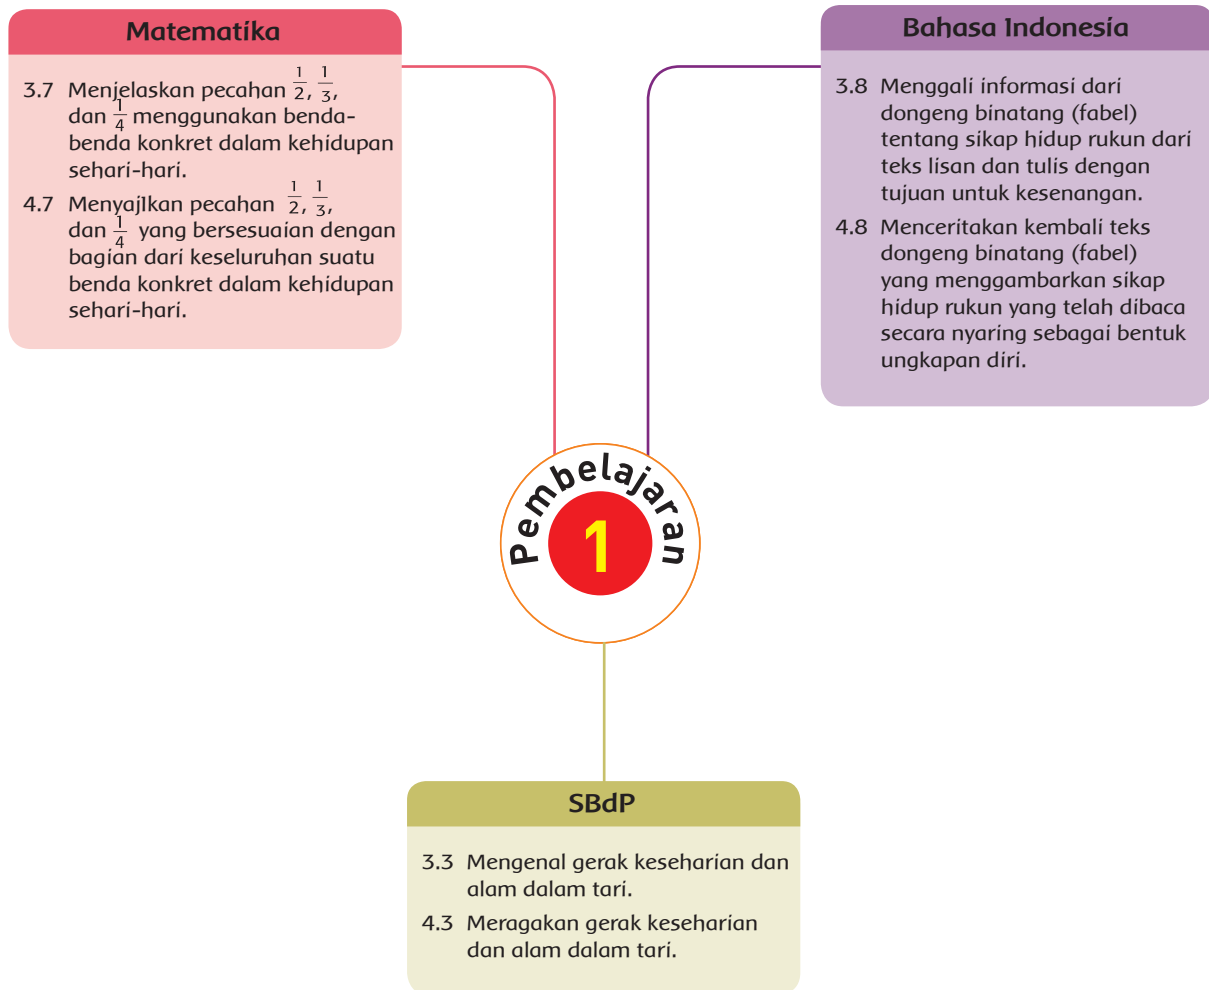 Matematika
3.7 Menjelaskan pecahan 1/2, 1/3,
dan 1/4 menggunakan benda-
benda konkret dalam kehidupan
sehari-hari.
4.7 MenyajIkan pecahan 1/2, 1/3,
dan 1/4 yang bersesuaian dengan
bagian dari keseluruhan suatu
benda konkret dalam kehidupan
sehari-hari.
Bahasa Indonesia
3.8 Menggali informasi dari
dongeng binatang (fabel)
tentang sikap hidup rukun dari
teks lisan dan tulis dengan
tujuan untuk kesenangan.
4.8 Menceritakan kembali teks
dongeng binatang (fabel)
yang menggambarkan sikap
hidup rukun yang telah dibaca
secara nyaring sebagai bentuk
ungkapan diri.
Pembelajaran
1
SBdP
3.3 Mengenal gerak keseharian dan
alam dalam tari.
4.3 Meragakan gerak keseharian
dan alam dalam tari.